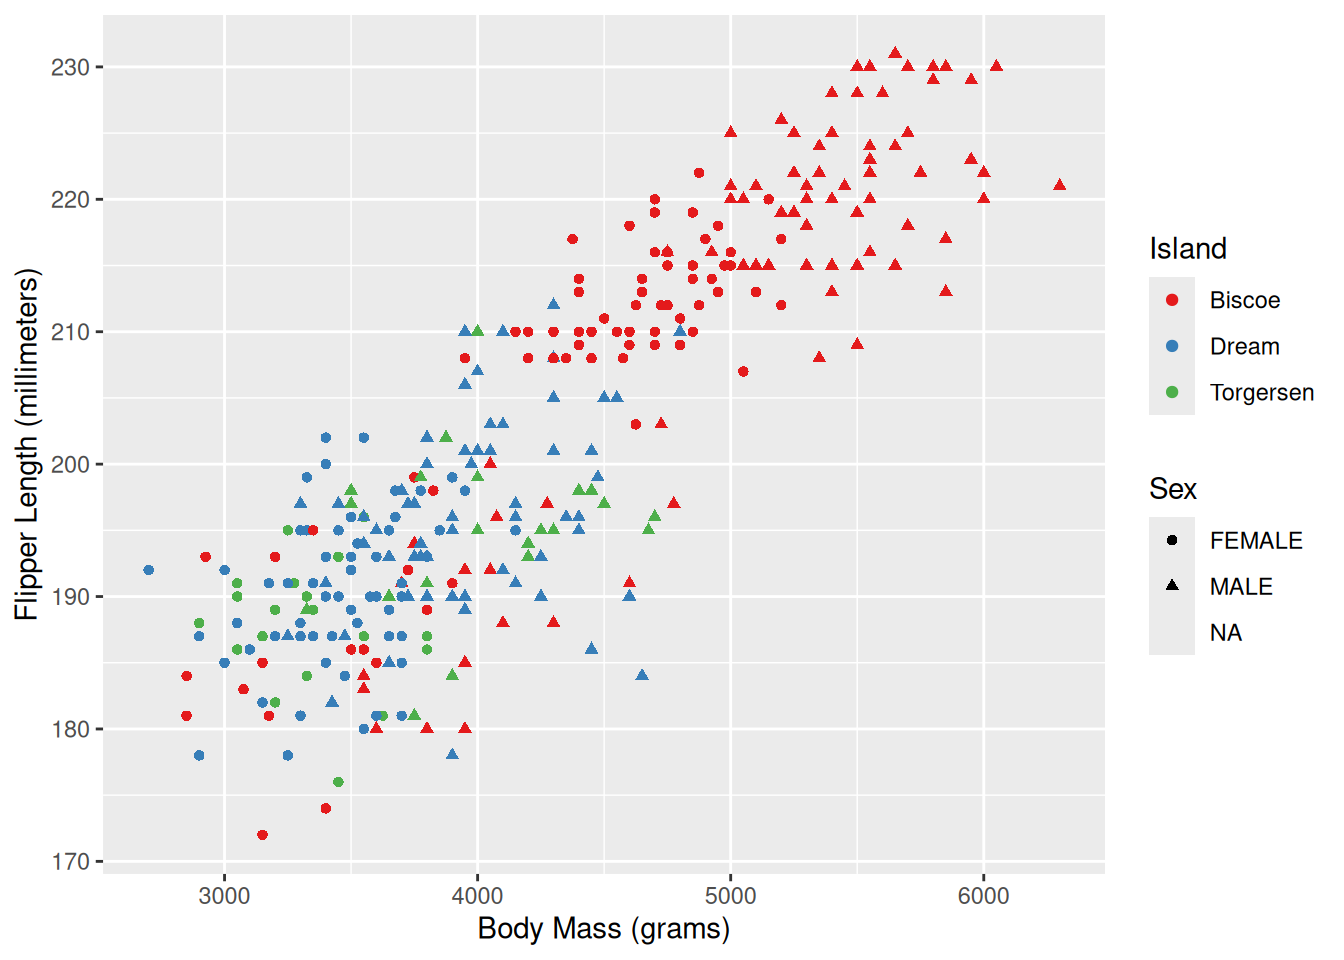 230
220
210
200
190
180
170
3000 4000 5000 6000
Body Mass (grams)
Flipper Length (millimeters)
Island
Biscoe
Dream
Torgersen
Sex
FEMALE
MALE
NA